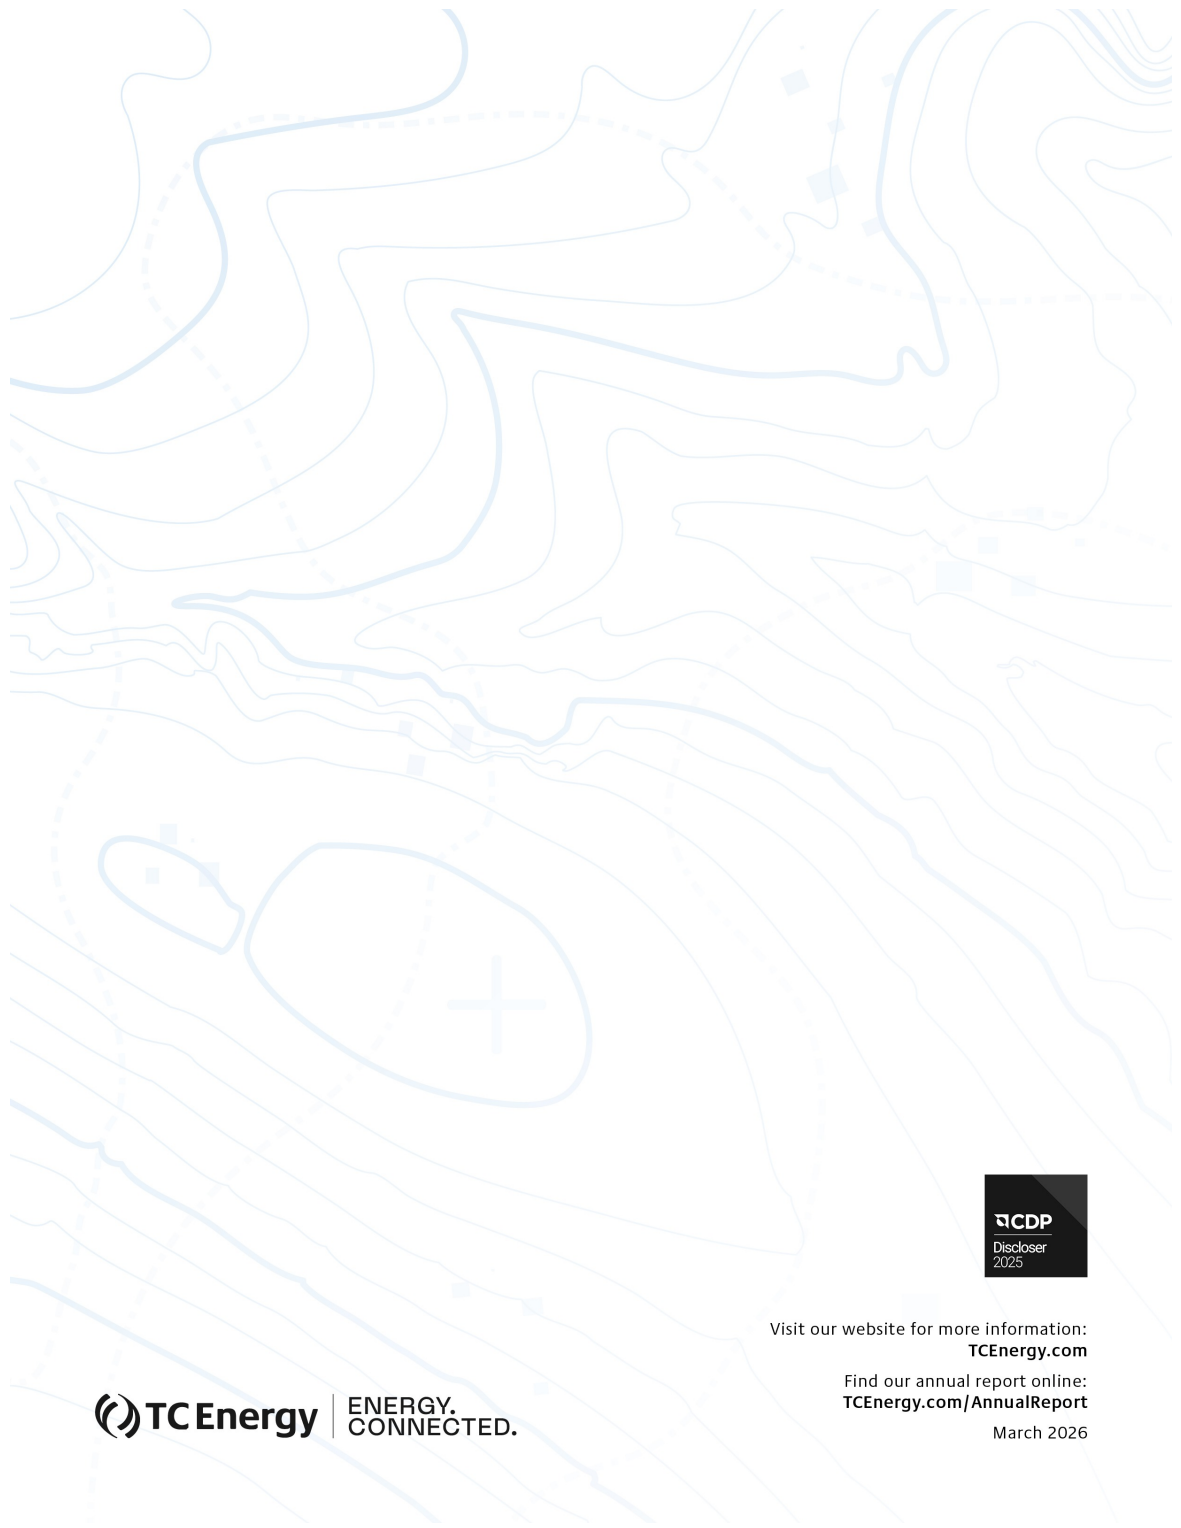 CDP
Discloser
2025
Visit our website for more information:
TCEnergy.com
Find our annual report online:
TCEnergy.com/AnnualReport
March 2026
TC Energy
ENERGY.
CONNECTED.